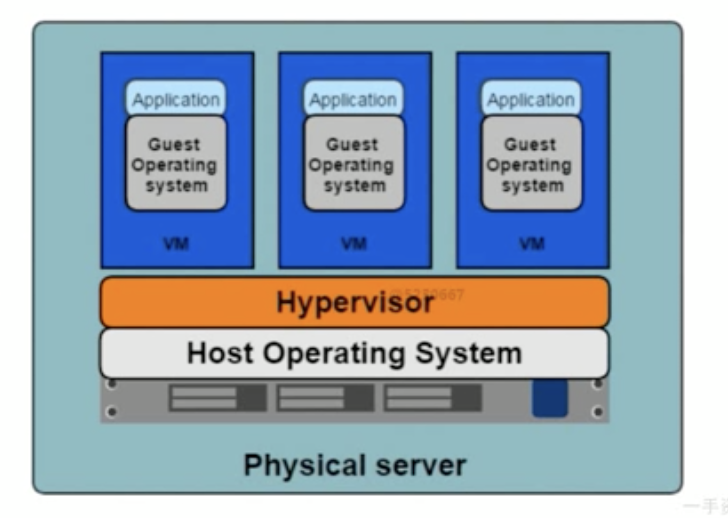 Application
Guest
Operating
system
VM
Application
Guest
Operating
system
VM
Application
Guest
Operating
system
VM
Hypervisor
Host Operating System
Physical server
一手